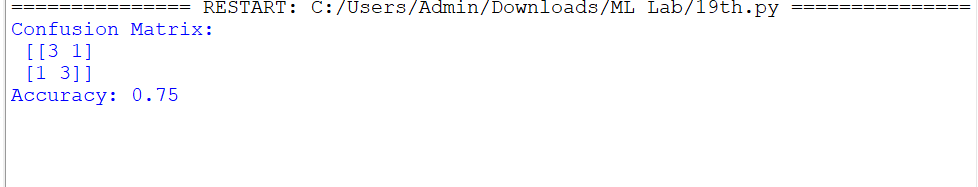 =============== RESTART: C:/Users/Admin/Downloads/ML Lab/19th.py ===============
Confusion Matrix:
 [[3 1]
 [1 3]]
Accuracy: 0.75